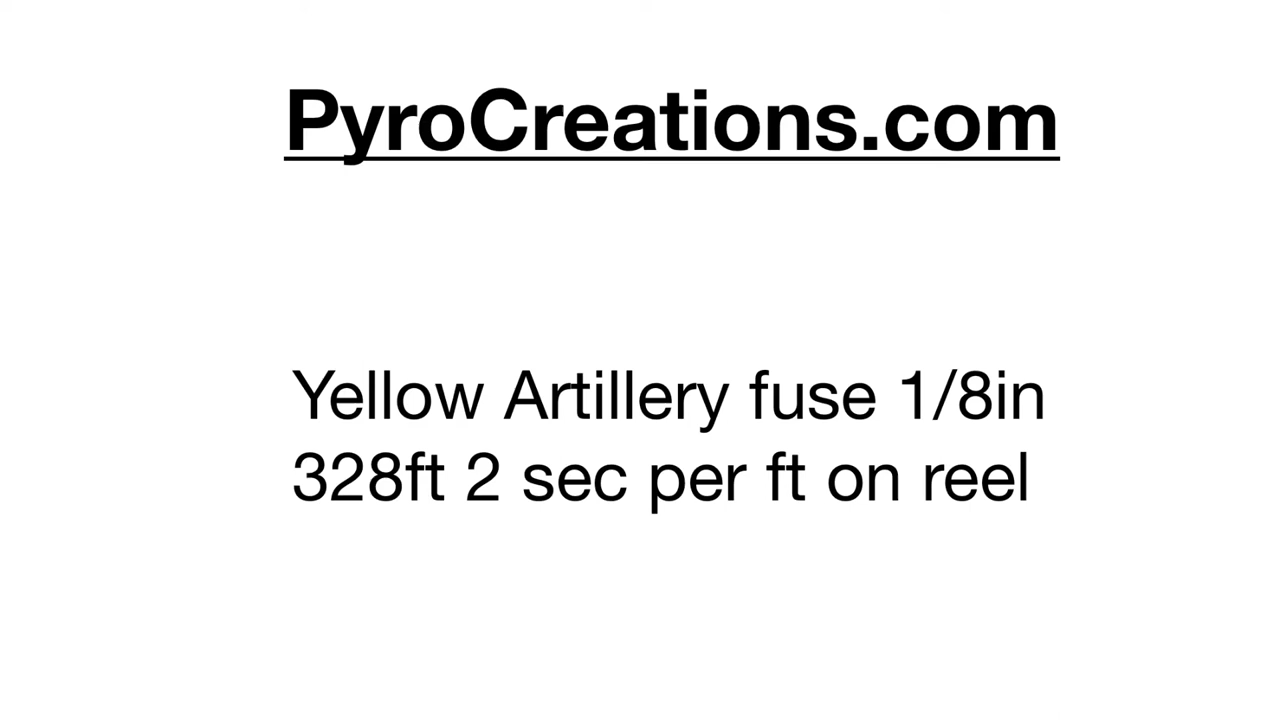 PyroCreations.com
Yellow Artillery fuse 1/8in
328ft 2 sec per ft on reel